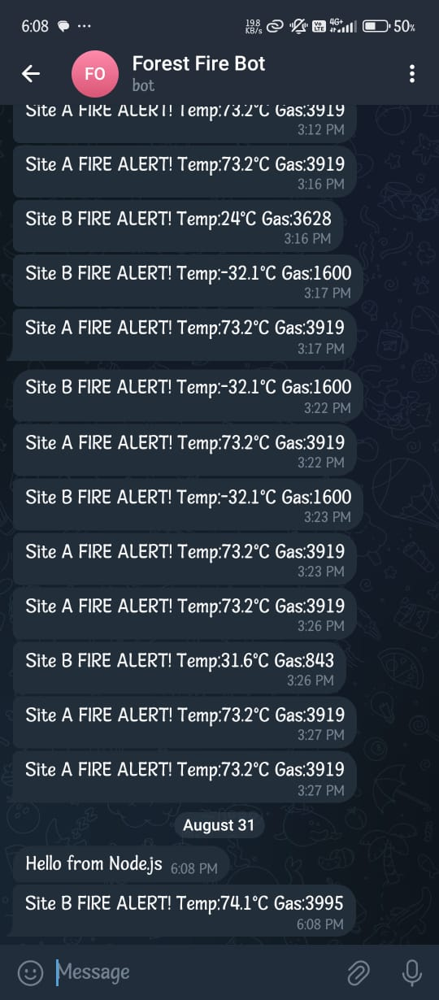 6:08 ••• 19.8 KB/s Vo LTE 4G+ 50%
FO Forest Fire Bot
bot
Site A FIRE ALERT! Temp:73.2°C Gas:3919
3:12 PM
Site A FIRE ALERT! Temp:73.2°C Gas:3919
3:16 PM
Site B FIRE ALERT! Temp:24°C Gas:3628
3:16 PM
Site B FIRE ALERT! Temp:-32.1°C Gas:1600
3:17 PM
Site A FIRE ALERT! Temp:73.2°C Gas:3919
3:17 PM
Site B FIRE ALERT! Temp:-32.1°C Gas:1600
3:22 PM
Site A FIRE ALERT! Temp:73.2°C Gas:3919
3:22 PM
Site B FIRE ALERT! Temp:-32.1°C Gas:1600
3:23 PM
Site A FIRE ALERT! Temp:73.2°C Gas:3919
3:23 PM
Site A FIRE ALERT! Temp:73.2°C Gas:3919
3:26 PM
Site B FIRE ALERT! Temp:31.6°C Gas:843
3:26 PM
Site A FIRE ALERT! Temp:73.2°C Gas:3919
3:27 PM
Site A FIRE ALERT! Temp:73.2°C Gas:3919
3:27 PM
August 31
Hello from Node.js 6:08 PM
Site B FIRE ALERT! Temp:74.1°C Gas:3995
6:08 PM
Message